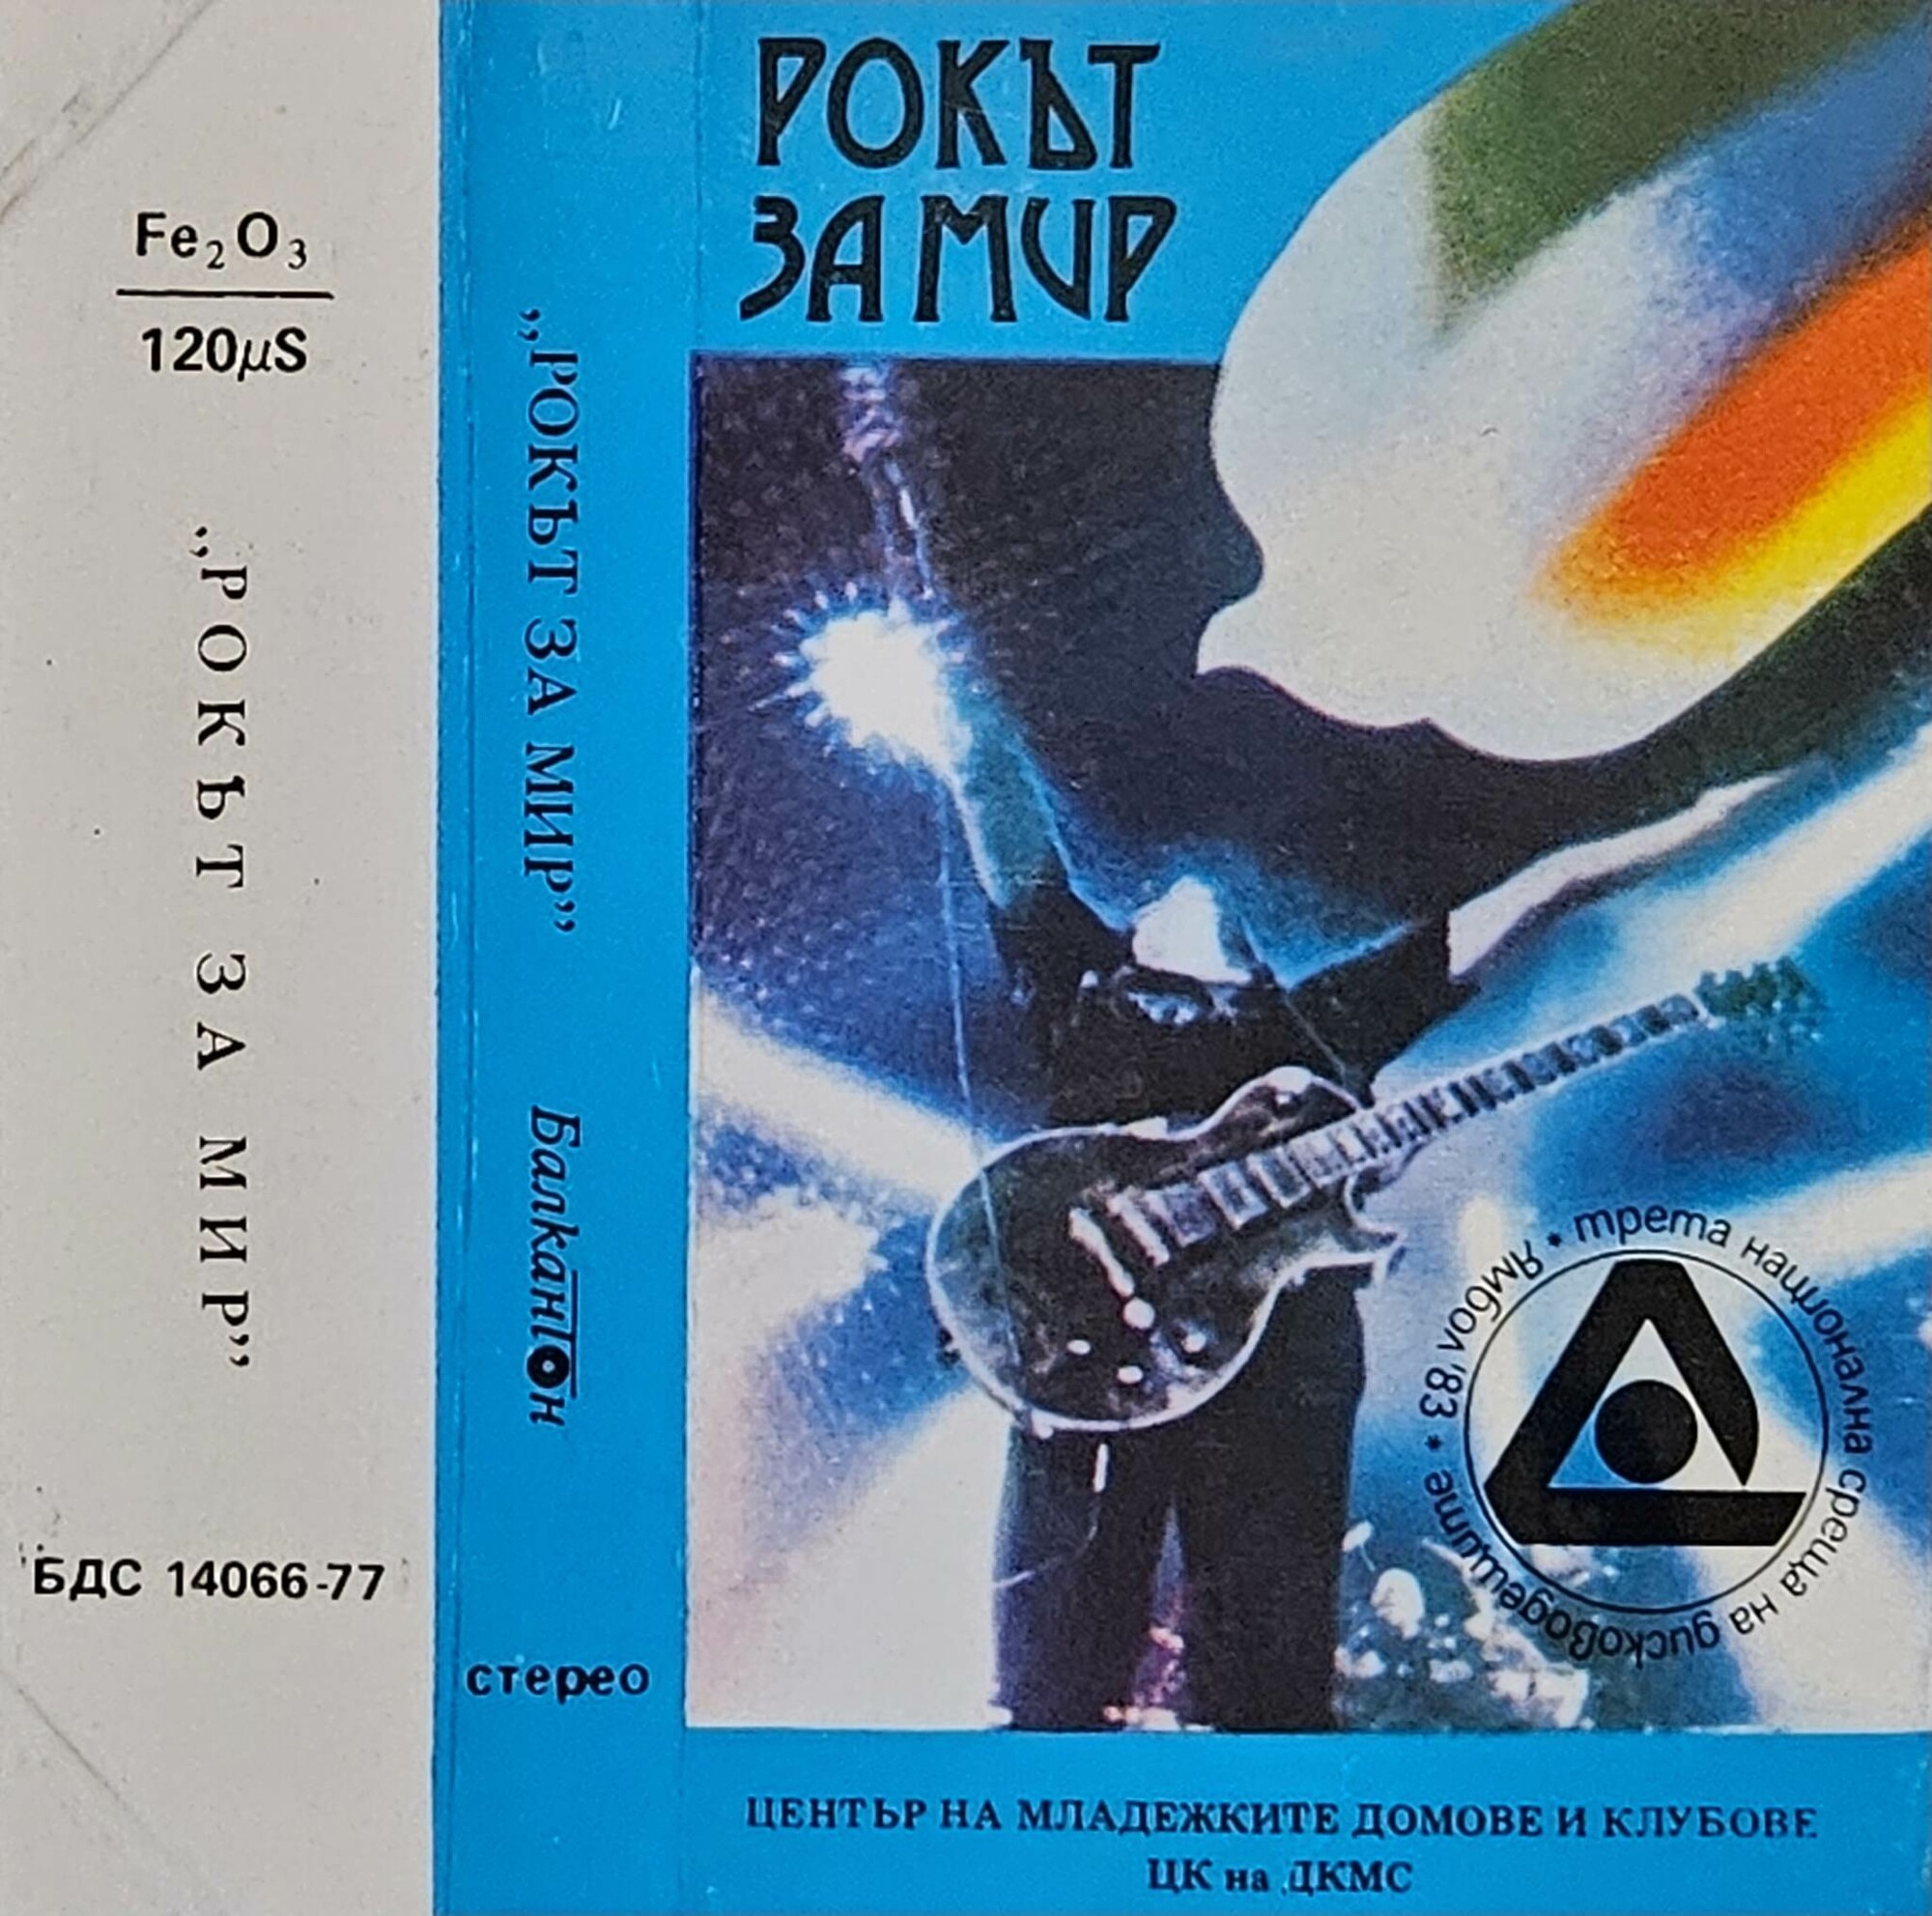 Fe₂O₃
120µS
„РОКЪТ ЗА МИР”
БДС 14066-77
„РОКЪТ ЗА МИР”
Балкантон
стерео
РОКЪТ
ЗА МИР
трета национална среща на дисководещите • Ямбол'83 •
ЦЕНТЪР НА МЛАДЕЖКИТЕ ДОМОВЕ И КЛУБОВЕ
ЦК на ДКМС